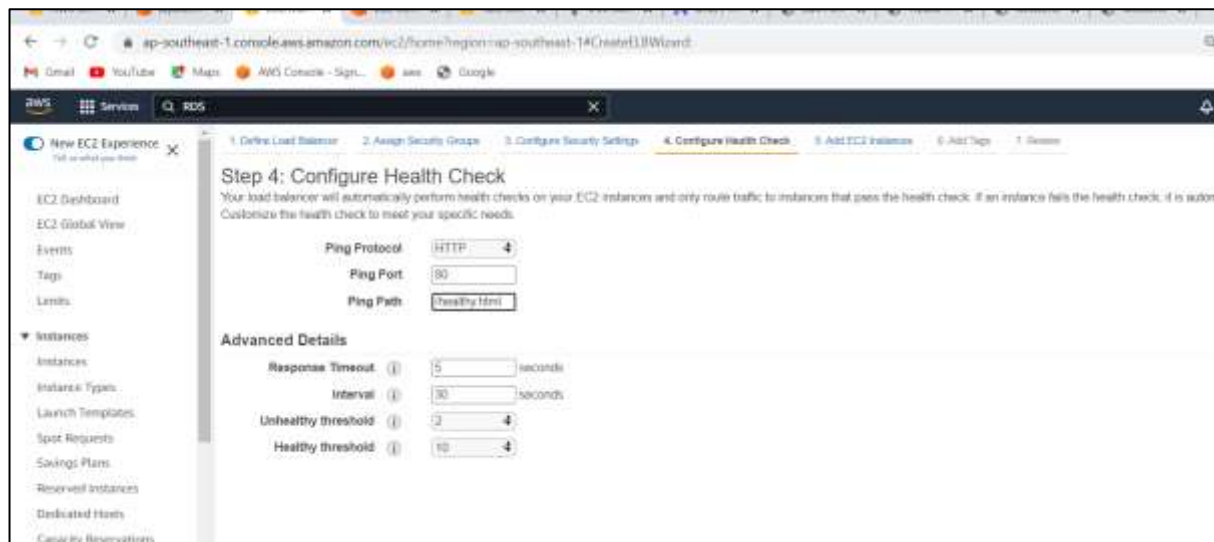 ap-southeast-1.console.aws.amazon.com/ec2/home?region=ap-southeast-1#CreateELBWizard:
Gmail YouTube Maps AWS Console - Sign... aws Google
aws Services RDS
New EC2 Experience
Tell us what you think
1. Define Load Balancer 2. Assign Security Groups 3. Configure Security Settings 4. Configure Health Check 5. Add EC2 Instances 6. Add Tags 7. Review
Step 4: Configure Health Check
Your load balancer will automatically perform health checks on your EC2 instances and only route traffic to instances that pass the health check. If an instance fails the health check, it is autom
Customize the health check to meet your specific needs.
EC2 Dashboard
EC2 Global View
Events
Tags
Limits
Instances
Instances
Instance Types
Launch Templates
Spot Requests
Savings Plans
Reserved Instances
Dedicated Hosts
Capacity Reservations
Ping Protocol HTTP
Ping Port 80
Ping Path /healthy.html
Advanced Details
Response Timeout 5 seconds
Interval 30 seconds
Unhealthy threshold 2
Healthy threshold 10